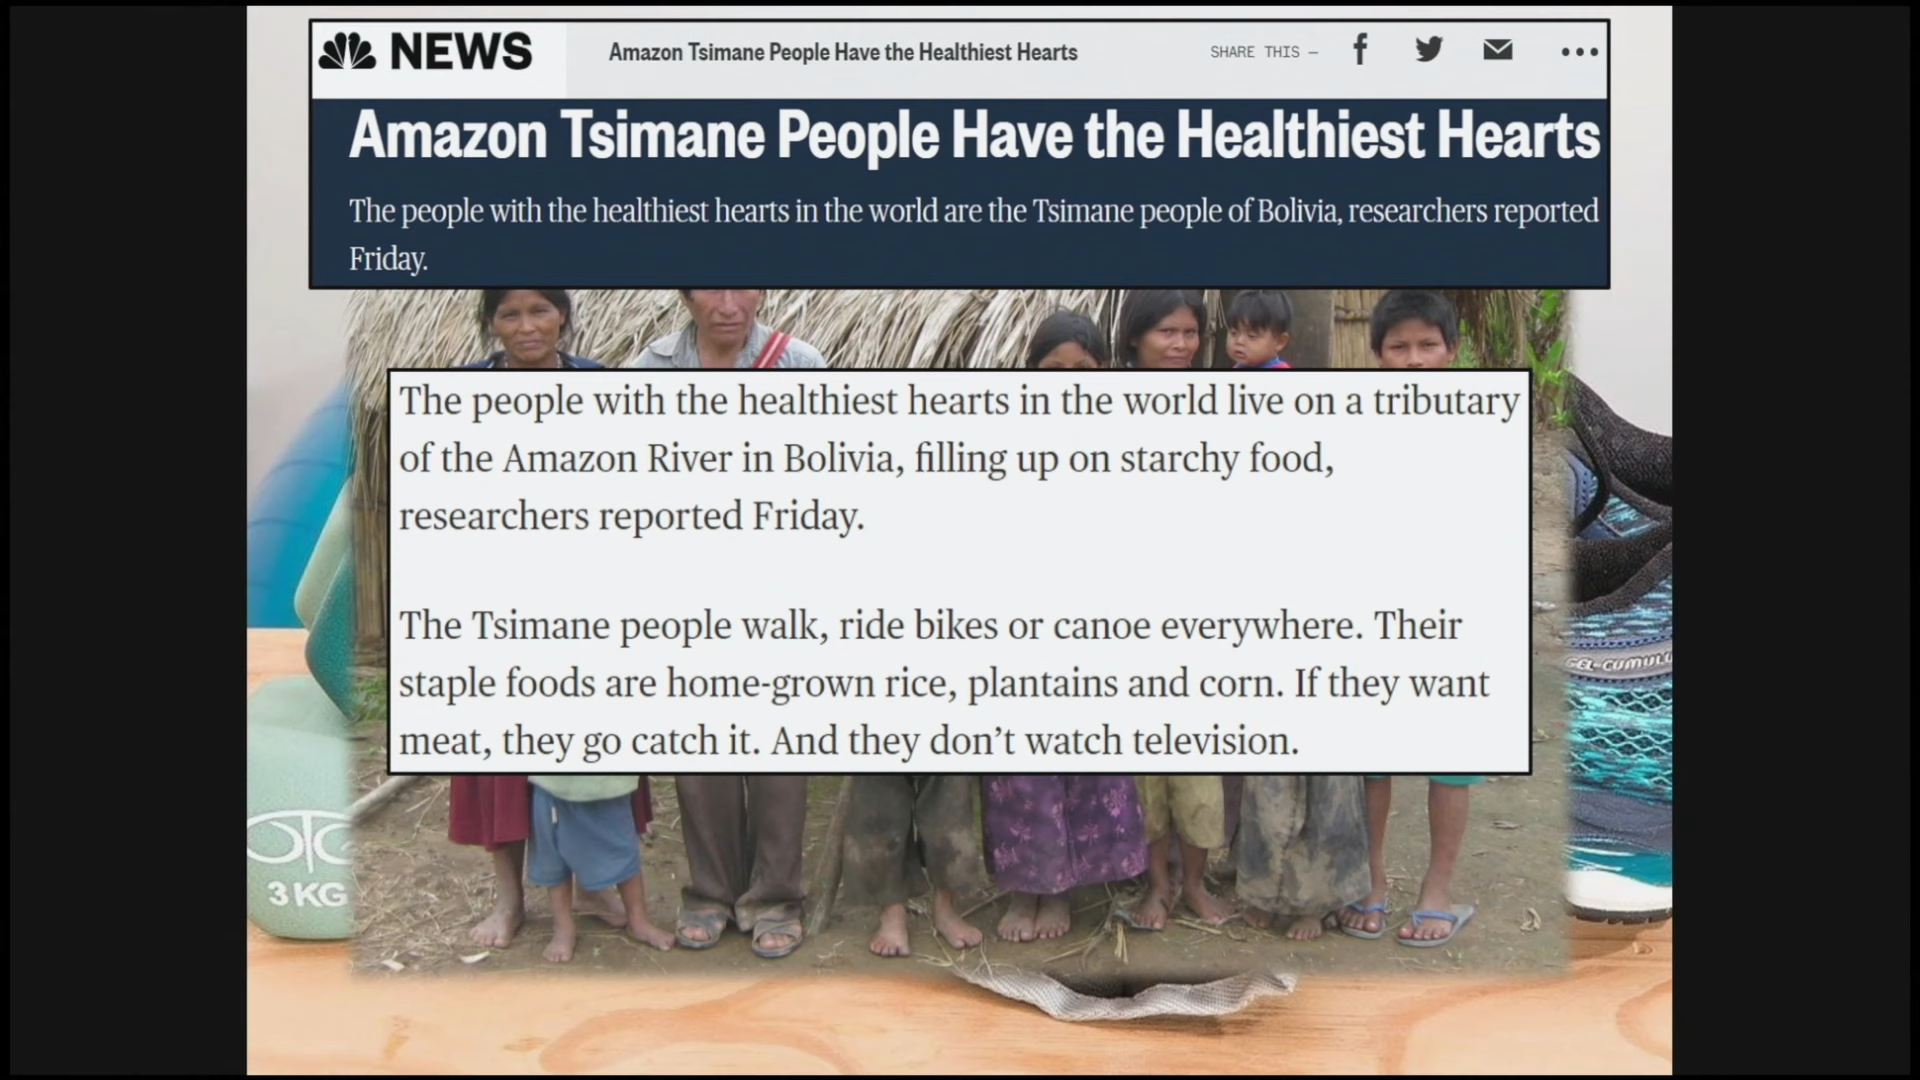 NEWS
Amazon Tsimane People Have the Healthiest Hearts
SHARE THIS –
Amazon Tsimane People Have the Healthiest Hearts
The people with the healthiest hearts in the world are the Tsimane people of Bolivia, researchers reported
Friday.
The people with the healthiest hearts in the world live on a tributary
of the Amazon River in Bolivia, filling up on starchy food,
researchers reported Friday.
The Tsimane people walk, ride bikes or canoe everywhere. Their
staple foods are home-grown rice, plantains and corn. If they want
meat, they go catch it. And they don’t watch television.
GEL-CUMULU
3 KG